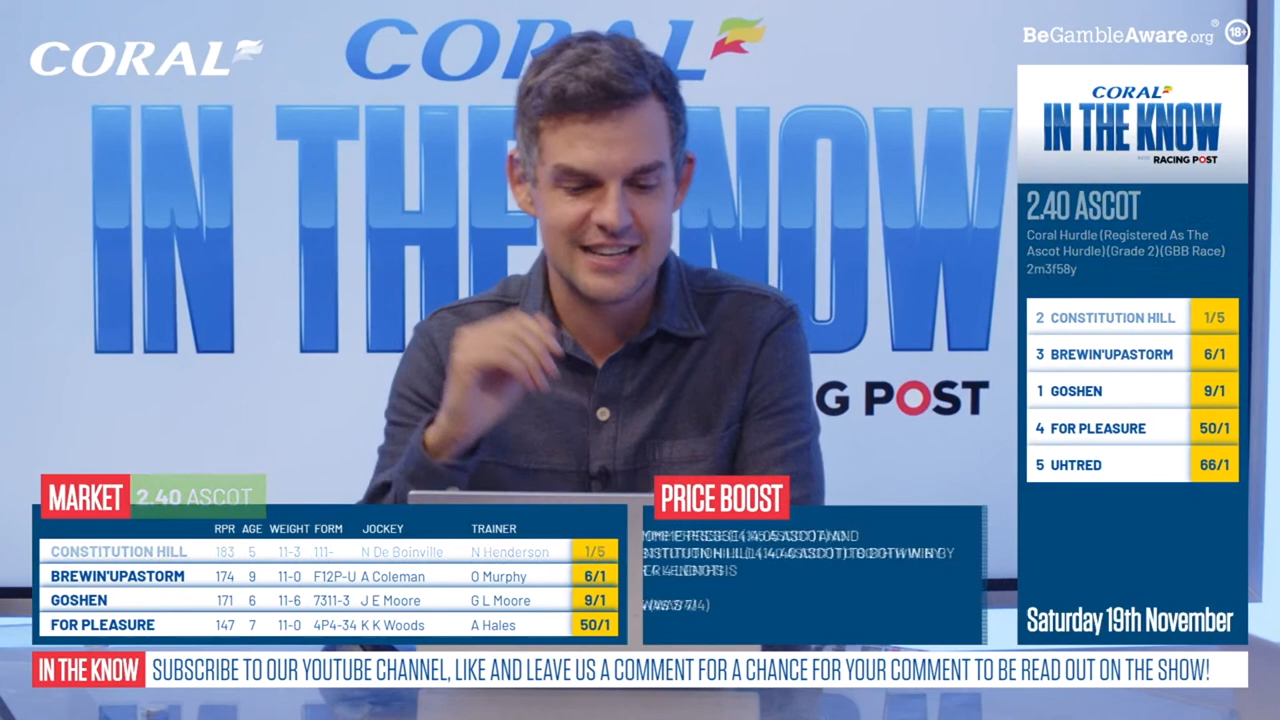 CORAL
CORAL
IN THE KNOW
G POST
BeGambleAware.org®
18+
CORAL
IN THE KNOW
WITH RACING POST
2.40 ASCOT
Coral Hurdle (Registered As The
Ascot Hurdle) (Grade 2) (GBB Race)
2m3f58y
2 CONSTITUTION HILL 1/5
3 BREWIN'UPASTORM 6/1
1 GOSHEN 9/1
4 FOR PLEASURE 50/1
5 UHTRED 66/1
Saturday 19th November
MARKET 2.40 ASCOT
RPR AGE WEIGHT FORM JOCKEY TRAINER
CONSTITUTION HILL 183 5 11-3 111- N De Boinville N Henderson 1/5
BREWIN'UPASTORM 174 9 11-0 F12P-U A Coleman O Murphy 6/1
GOSHEN 171 6 11-6 7311-3 J E Moore G L Moore 9/1
FOR PLEASURE 147 7 11-0 4P4-34 K K Woods A Hales 50/1
PRICE BOOST
IN THE KNOW SUBSCRIBE TO OUR YOUTUBE CHANNEL, LIKE AND LEAVE US A COMMENT FOR A CHANCE FOR YOUR COMMENT TO BE READ OUT ON THE SHOW!